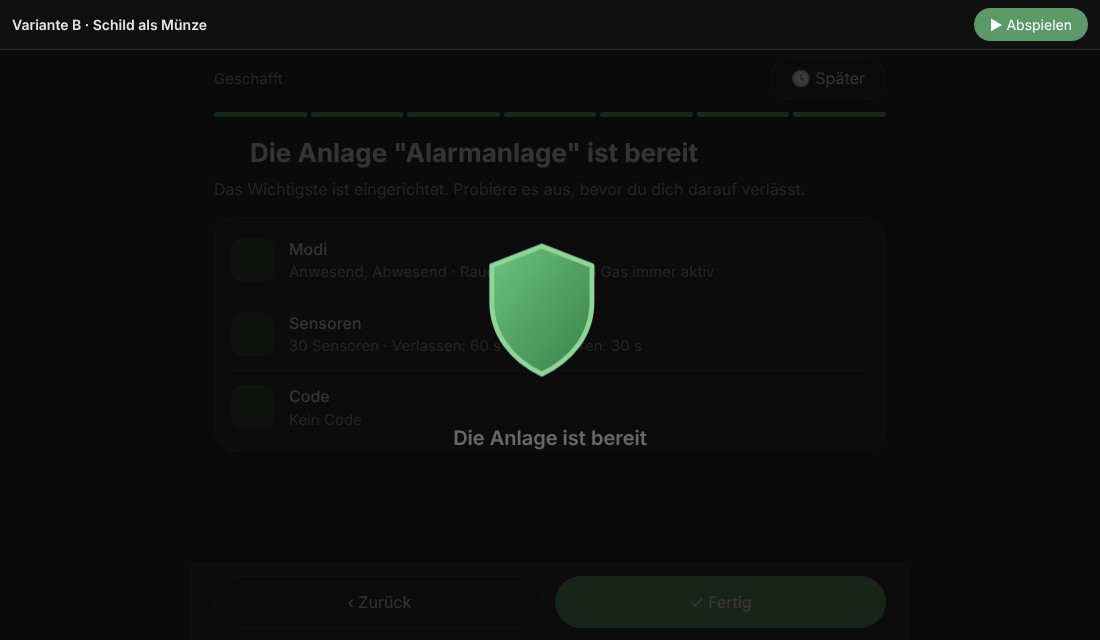 Variante B · Schild als Münze
▶ Abspielen
Geschafft
Später
Die Anlage "Alarmanlage" ist bereit
Das Wichtigste ist eingerichtet. Probiere es aus, bevor du dich darauf verlässt.
Modi
Anwesend, Abwesend · Gas immer aktiv
Sensoren
30 Sensoren · Verlassen: 60 s 30 s
Code
Kein Code
Die Anlage ist bereit
‹ Zurück
✓ Fertig